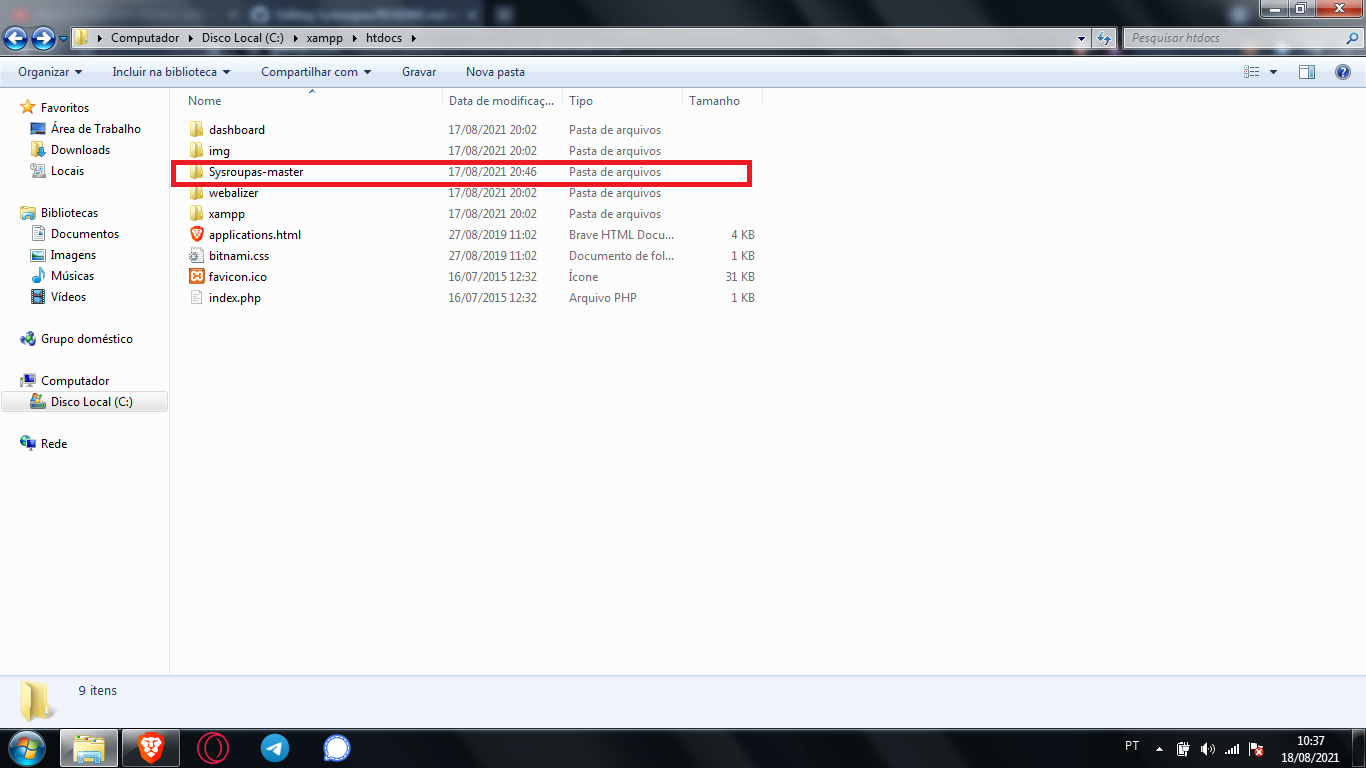 Computador Disco Local (C:) xampp htdocs Pesquisar htdocs
Organizar Incluir na biblioteca Compartilhar com Gravar Nova pasta
Nome Data de modificaç... Tipo Tamanho
Favoritos
Área de Trabalho
Downloads
Locais
Bibliotecas
Documentos
Imagens
Músicas
Vídeos
Grupo doméstico
Computador
Disco Local (C:)
Rede
dashboard 17/08/2021 20:02 Pasta de arquivos
img 17/08/2021 20:02 Pasta de arquivos
Sysroupas-master 17/08/2021 20:46 Pasta de arquivos
webalizer 17/08/2021 20:02 Pasta de arquivos
xampp 17/08/2021 20:02 Pasta de arquivos
applications.html 27/08/2019 11:02 Brave HTML Docu... 4 KB
bitnami.css 27/08/2019 11:02 Documento de fol... 1 KB
favicon.ico 16/07/2015 12:32 Ícone 31 KB
index.php 16/07/2015 12:32 Arquivo PHP 1 KB
9 itens
PT 10:37
18/08/2021